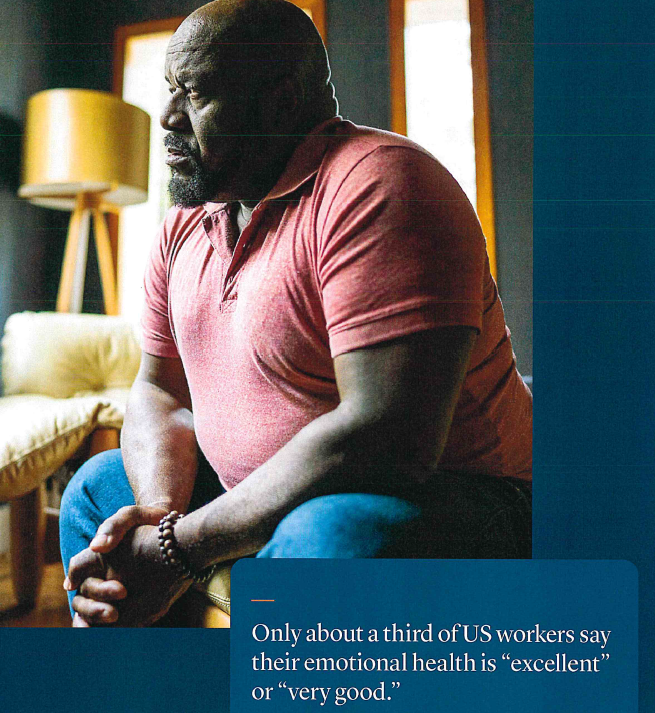 Only about a third of US workers say
their emotional health is “excellent”
or “very good.”